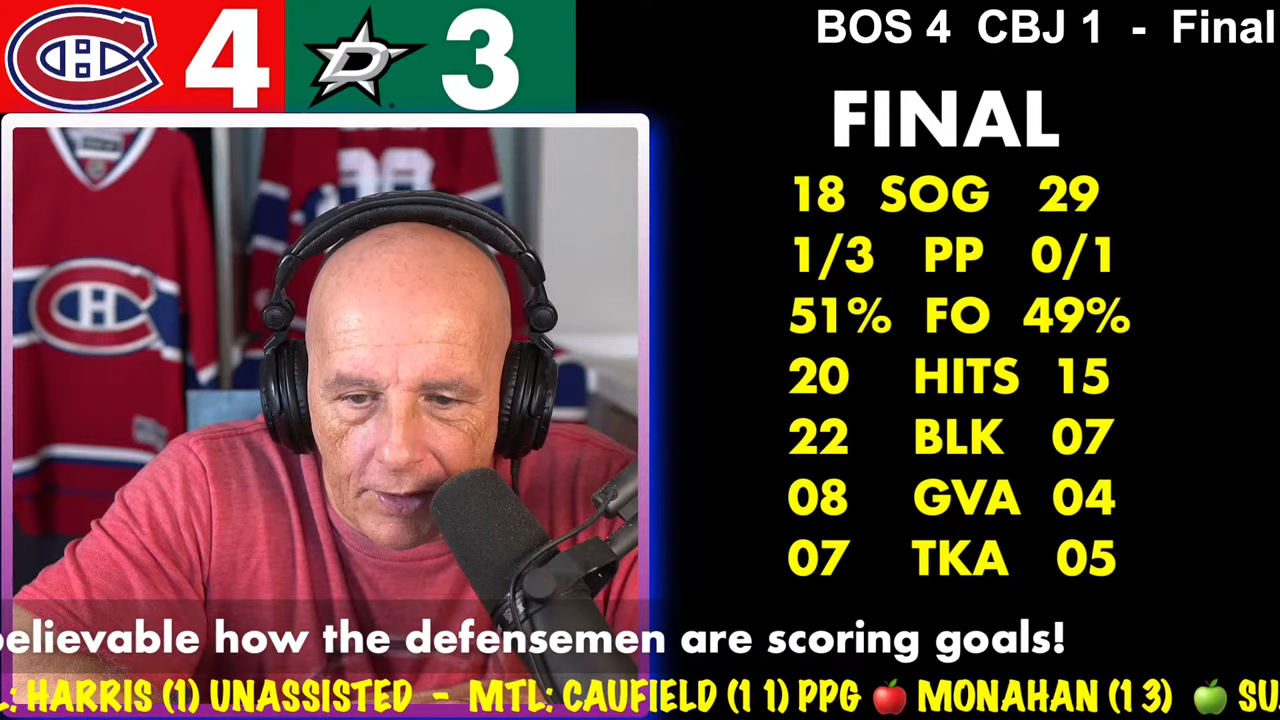 4 3
BOS 4 CBJ 1 - Final
FINAL
18 SOG 29
1/3 PP 0/1
51% FO 49%
20 HITS 15
22 BLK 07
08 GVA 04
07 TKA 05
how the defensemen are scoring goals!
HARRIS (1) UNASSISTED - MTL: CAUFIELD (1 1) PPG MONAHAN (1 3)